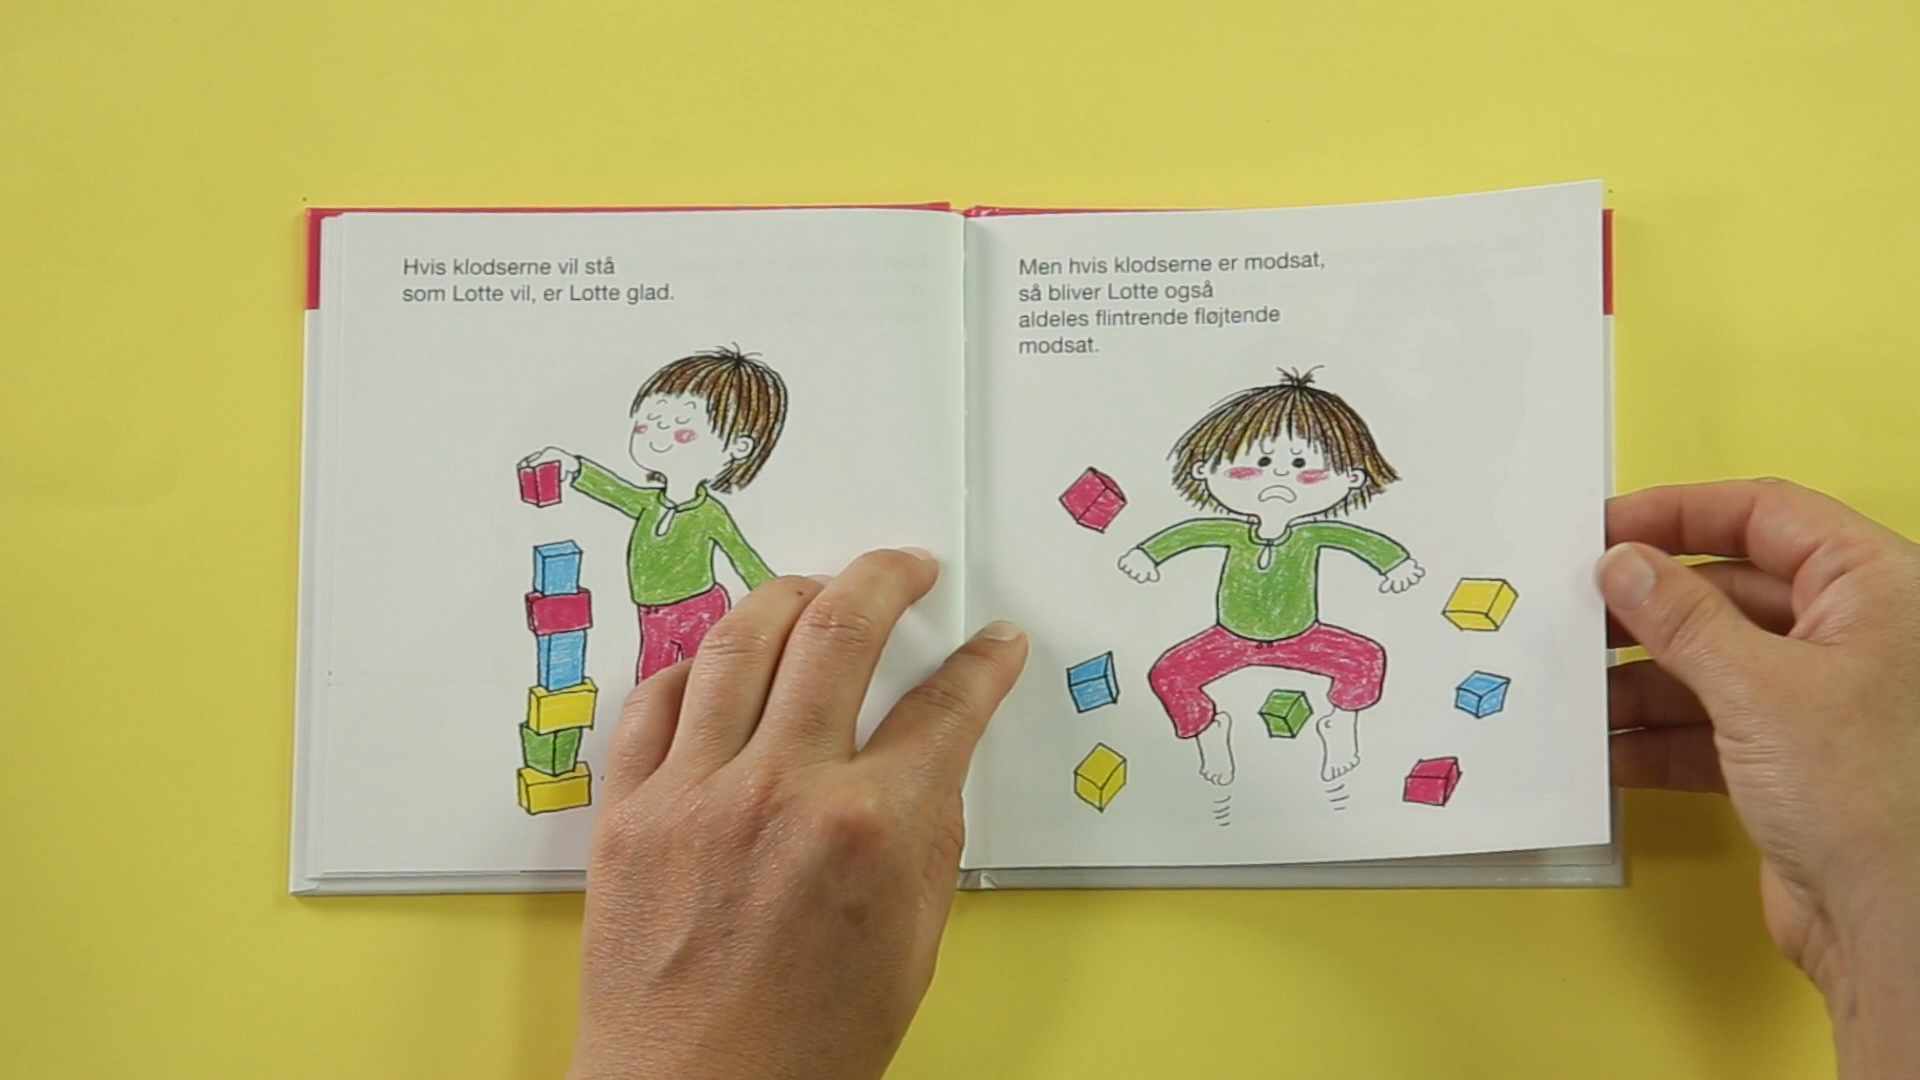 Hvis klodserne vil stå
som Lotte vil, er Lotte glad.
Men hvis klodserne er modsat,
så bliver Lotte også
aldeles flintrende fløjtende
modsat.